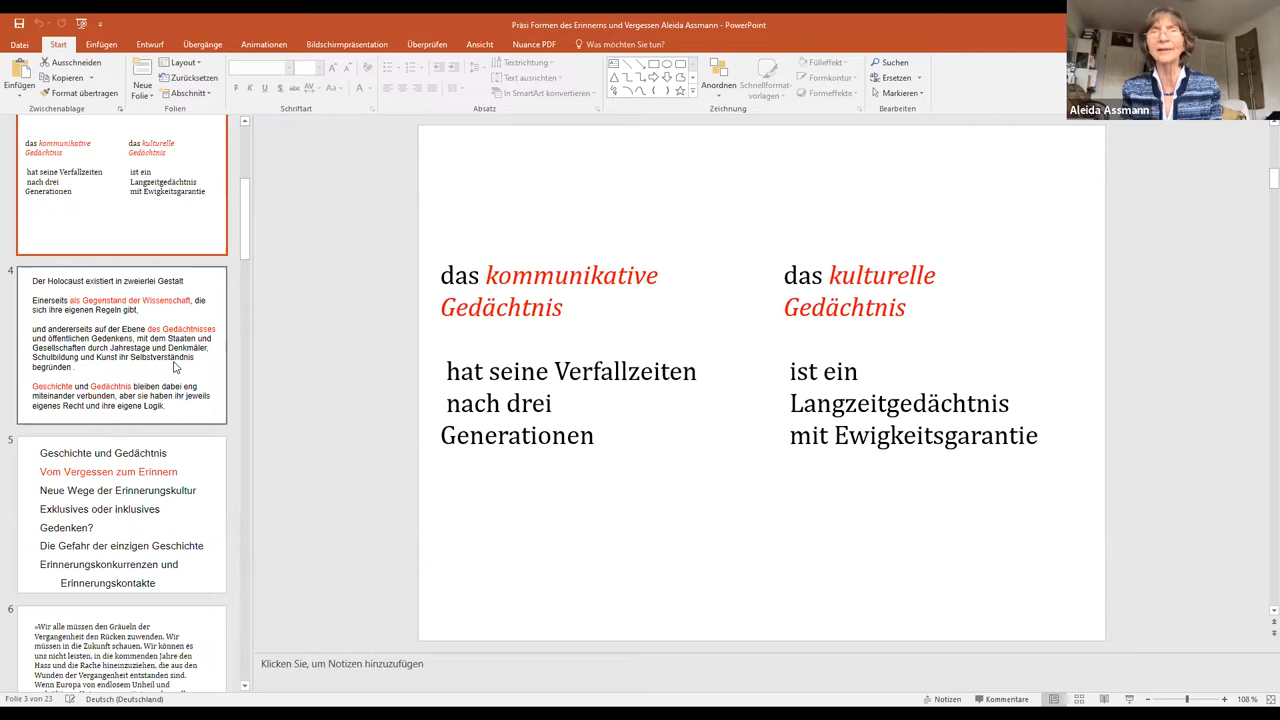 Präsi Formen des Erinnerns und Vergessen Aleida Assmann - PowerPoint
Datei Start Einfügen Entwurf Übergänge Animationen Bildschirmpräsentation Überprüfen Ansicht Nuance PDF Was möchten Sie tun?
Einfügen
Ausschneiden
Kopieren
Format übertragen
Zwischenablage
Neue
Folie
Layout
Zurücksetzen
Abschnitt
Folien
F K U S abc AV Aa A
Schriftart
Textrichtung
Text ausrichten
In SmartArt konvertieren
Absatz
Anordnen
Schnellformat-
vorlagen
Fülleffekt
Formkontur
Formeffekte
Zeichnung
Suchen
Ersetzen
Markieren
Bearbeiten
Aleida Assmann
das kommunikative
Gedächtnis
hat seine Verfallzeiten
nach drei
Generationen
das kulturelle
Gedächtnis
ist ein
Langzeitgedächtnis
mit Ewigkeitsgarantie
4
Der Holocaust existiert in zweierlei Gestalt
Einerseits als Gegenstand der Wissenschaft, die
sich ihre eigenen Regeln gibt,
und andererseits auf der Ebene des Gedächtnisses
und öffentlichen Gedenkens, mit dem Staaten und
Gesellschaften durch Jahrestage und Denkmäler,
Schulbildung und Kunst ihr Selbstverständnis
begründen .
Geschichte und Gedächtnis bleiben dabei eng
miteinander verbunden, aber sie haben ihr jeweils
eigenes Recht und ihre eigene Logik.
5
Geschichte und Gedächtnis
Vom Vergessen zum Erinnern
Neue Wege der Erinnerungskultur
Exklusives oder inklusives
Gedenken?
Die Gefahr der einzigen Geschichte
Erinnerungskonkurrenzen und
Erinnerungskontakte
6
»Wir alle müssen den Gräueln der
Vergangenheit den Rücken zuwenden. Wir
müssen in die Zukunft schauen. Wir können es
uns nicht leisten, in die kommenden Jahre den
Hass und die Rache hineinzuziehen, die aus den
Wunden der Vergangenheit entstanden sind.
Wenn Europa von endlosem Unheil und
das kommunikative
Gedächtnis
hat seine Verfallzeiten
nach drei
Generationen
das kulturelle
Gedächtnis
ist ein
Langzeitgedächtnis
mit Ewigkeitsgarantie
Klicken Sie, um Notizen hinzuzufügen
Folie 3 von 23 Deutsch (Deutschland) Notizen Kommentare 108 %